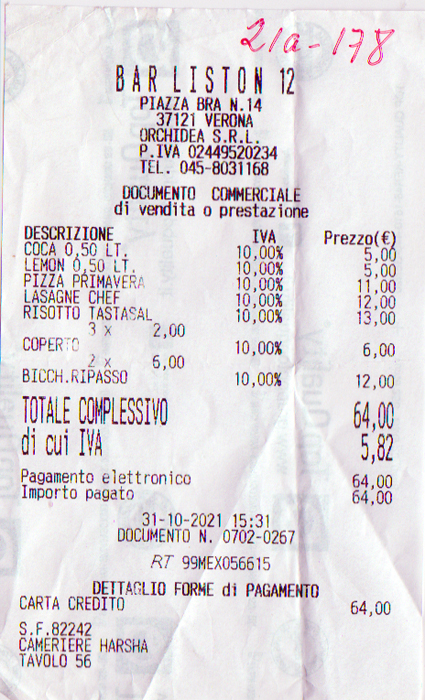 21a-178
BAR LISTON 12
PIAZZA BRA N.14
37121 VERONA
ORCHIDEA S.R.L.
P.IVA 02449520234
TEL. 045-8031168
DOCUMENTO COMMERCIALE
di vendita o prestazione
DESCRIZIONE IVA Prezzo(€)
COCA 0,50 LT. 10,00% 5,00
LEMON 0,50 LT. 10,00% 5,00
PIZZA PRIMAVERA 10,00% 11,00
LASAGNE CHEF 10,00% 12,00
RISOTTO TASTASAL 10,00% 13,00
3 x 2,00
COPERTO 10,00% 6,00
2 x 6,00
BICCH.RIPASSO 10,00% 12,00
TOTALE COMPLESSIVO 64,00
di cui IVA 5,82
Pagamento elettronico 64,00
Importo pagato 64,00
31-10-2021 15:31
DOCUMENTO N. 0702-0267
RT 99MEX056615
DETTAGLIO FORME di PAGAMENTO
CARTA CREDITO 64,00
S.F.82242
CAMERIERE HARSHA
TAVOLO 56